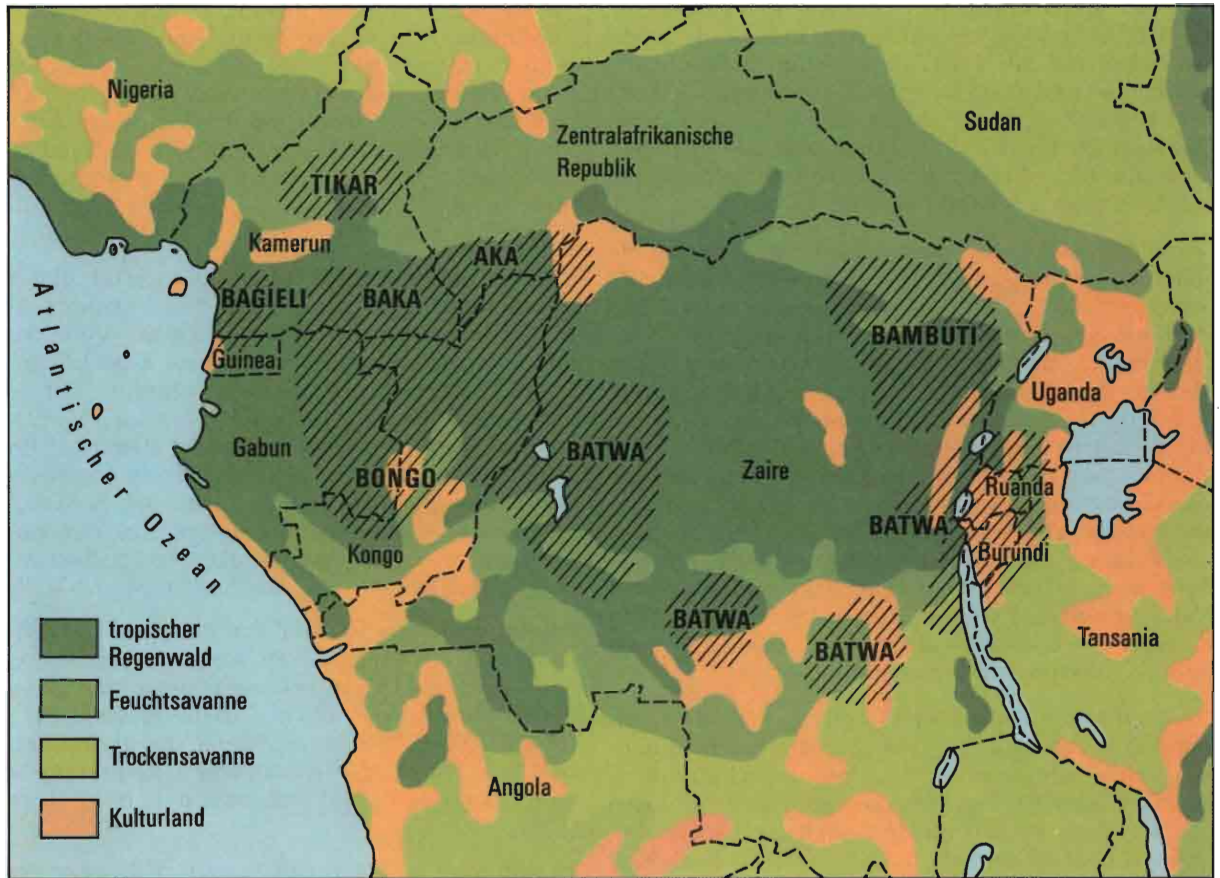 Nigeria
Sudan
Zentralafrikanische
Republik
TIKAR
Kamerun
AKA
BAGIELI
BAKA
Guinea
BAMBUTI
Uganda
Atlantischer Ozean
Gabun
BONGO
BATWA
Zaire
Ruanda
BATWA
Kongo
Burundi
BATWA
BATWA
Tansania
Angola
tropischer
Regenwald
Feuchtsavanne
Trockensavanne
Kulturland